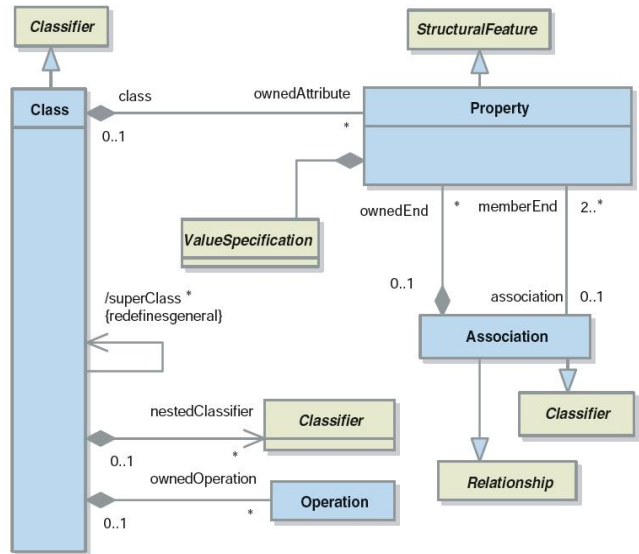 Classifier
StructuralFeature
Class
class
ownedAttribute
0..1
*
Property
ValueSpecification
ownedEnd
*
memberEnd
2..*
0..1
association
0..1
Association
/superClass *
{redefinesgeneral}
nestedClassifier
0..1
*
Classifier
Classifier
ownedOperation
0..1
*
Operation
Relationship